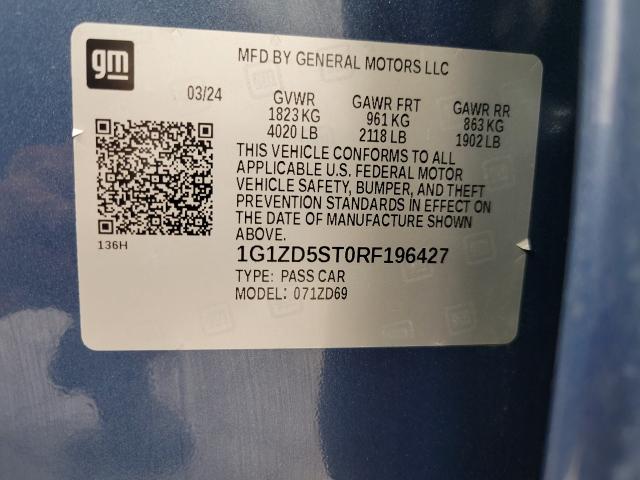 gm
MFD BY GENERAL MOTORS LLC
03/24 GVWR GAWR FRT GAWR RR
1823 KG 961 KG 863 KG
4020 LB 2118 LB 1902 LB
THIS VEHICLE CONFORMS TO ALL
APPLICABLE U.S. FEDERAL MOTOR
VEHICLE SAFETY, BUMPER, AND THEFT
PREVENTION STANDARDS IN EFFECT ON
THE DATE OF MANUFACTURE SHOWN
ABOVE.
136H
1G1ZD5ST0RF196427
TYPE: PASS CAR
MODEL: 071ZD69